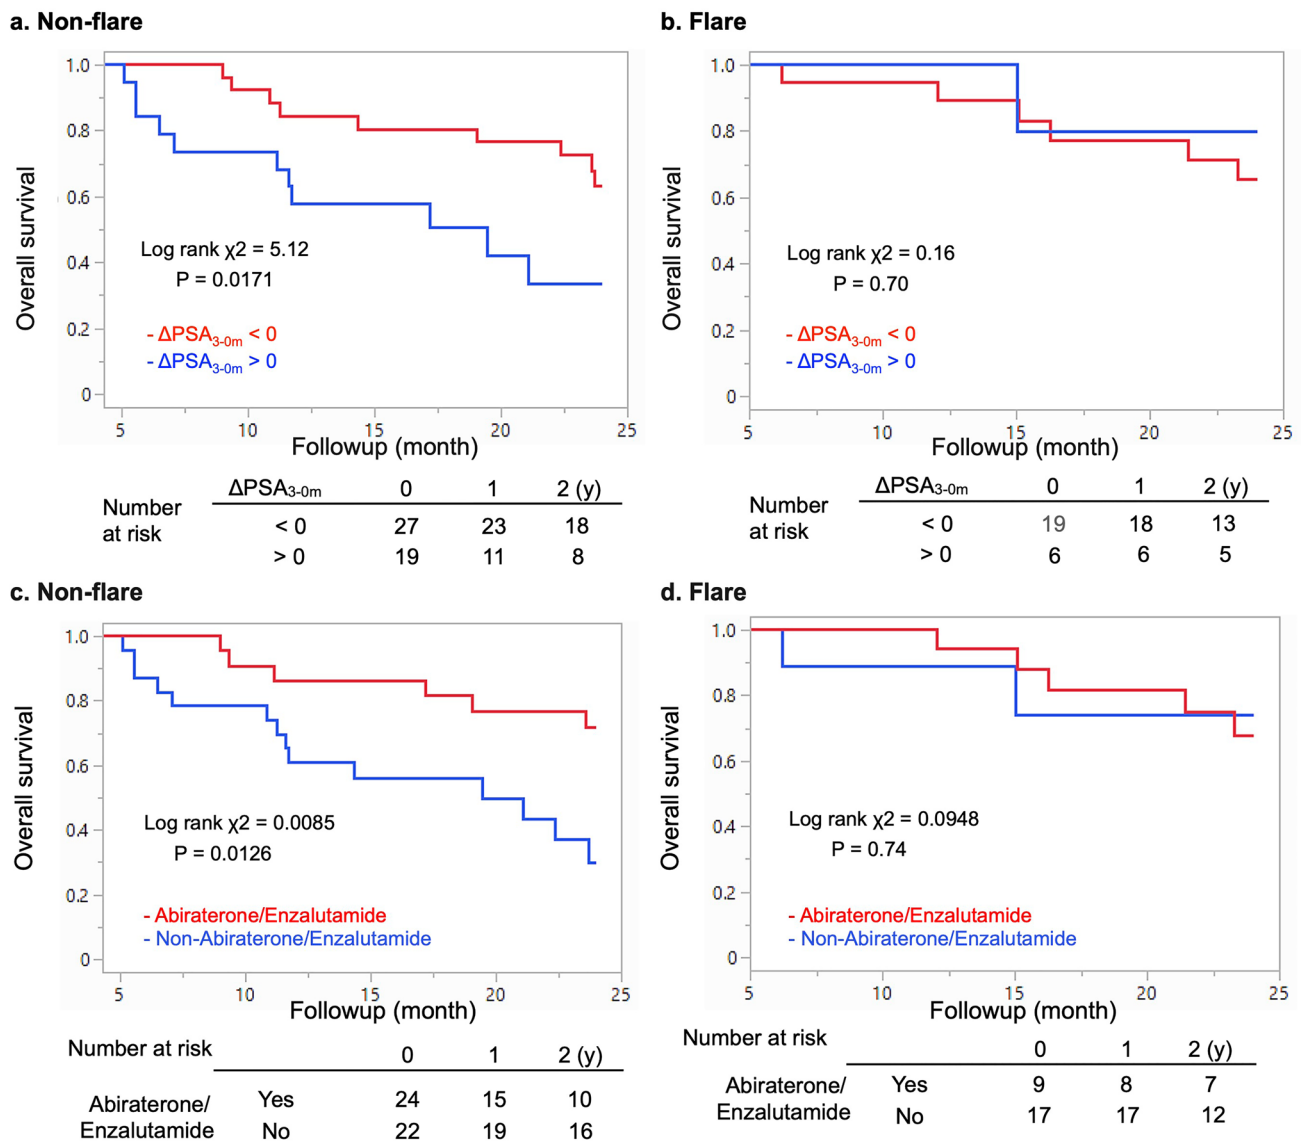 a. Non-flare
1.0
0.8
0.6
0.4
0.2
0
Overall survival
Log rank χ2 = 5.12
P = 0.0171
- ΔPSA3-0m < 0
- ΔPSA3-0m > 0
5 10 15 20 25
Followup (month)
Number
at risk
ΔPSA3-0m 0 1 2 (y)
< 0 27 23 18
> 0 19 11 8
b. Flare
1.0
0.8
0.6
0.4
0.2
0
Overall survival
Log rank χ2 = 0.16
P = 0.70
- ΔPSA3-0m < 0
- ΔPSA3-0m > 0
5 10 15 20 25
Followup (month)
Number
at risk
ΔPSA3-0m 0 1 2 (y)
< 0 19 18 13
> 0 6 6 5
c. Non-flare
1.0
0.8
0.6
0.4
0.2
0
Overall survival
Log rank χ2 = 0.0085
P = 0.0126
- Abiraterone/Enzalutamide
- Non-Abiraterone/Enzalutamide
5 10 15 20 25
Followup (month)
Number at risk
0 1 2 (y)
Abiraterone/
Enzalutamide
Yes 24 15 10
No 22 19 16
d. Flare
1.0
0.8
0.6
0.4
0.2
0
Overall survival
Log rank χ2 = 0.0948
P = 0.74
- Abiraterone/Enzalutamide
- Non-Abiraterone/Enzalutamide
5 10 15 20 25
Followup (month)
Number at risk
0 1 2 (y)
Abiraterone/
Enzalutamide
Yes 9 8 7
No 17 17 12